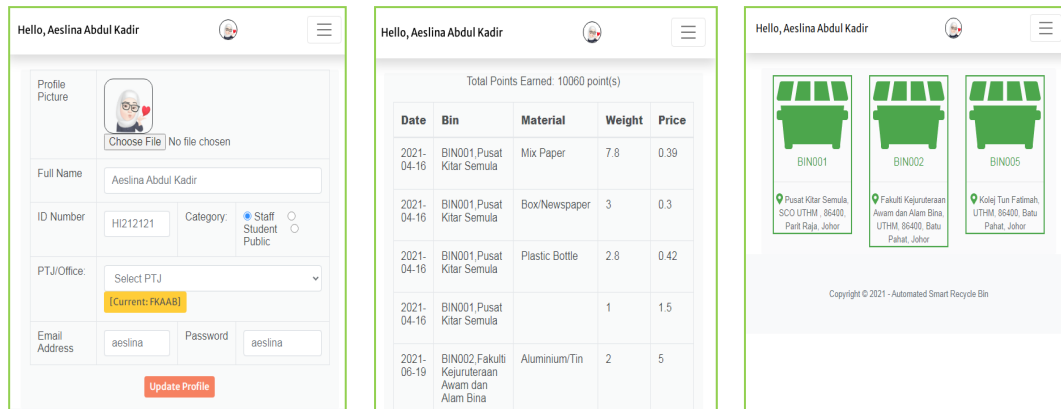 Hello, Aeslina Abdul Kadir
Profile
Picture
Choose File No file chosen
Full Name
Aeslina Abdul Kadir
ID Number
HI212121
Category:
Staff
Student
Public
PTJ/Office:
Select PTJ
[Current: FKAAB]
Email
Address
aeslina
Password
aeslina
Update Profile
Hello, Aeslina Abdul Kadir
Total Points Earned: 10060 point(s)
Date Bin Material Weight Price
2021-
04-16
BIN001,Pusat
Kitar Semula
Mix Paper
7.8
0.39
2021-
04-16
BIN001,Pusat
Kitar Semula
Box/Newspaper
3
0.3
2021-
04-16
BIN001,Pusat
Kitar Semula
Plastic Bottle
2.8
0.42
2021-
04-16
BIN001,Pusat
Kitar Semula
1
1.5
2021-
06-19
BIN002,Fakulti
Kejuruteraan
Awam dan
Alam Bina
Aluminium/Tin
2
5
Hello, Aeslina Abdul Kadir
BIN001
Pusat Kitar Semula,
SCO UTHM , 86400,
Parit Raja, Johor
BIN002
Fakulti Kejuruteraan
Awam dan Alam Bina,
UTHM, 86400, Batu
Pahat, Johor
BIN005
Kolej Tun Fatimah,
UTHM, 86400, Batu
Pahat, Johor
Copyright © 2021 - Automated Smart Recycle Bin